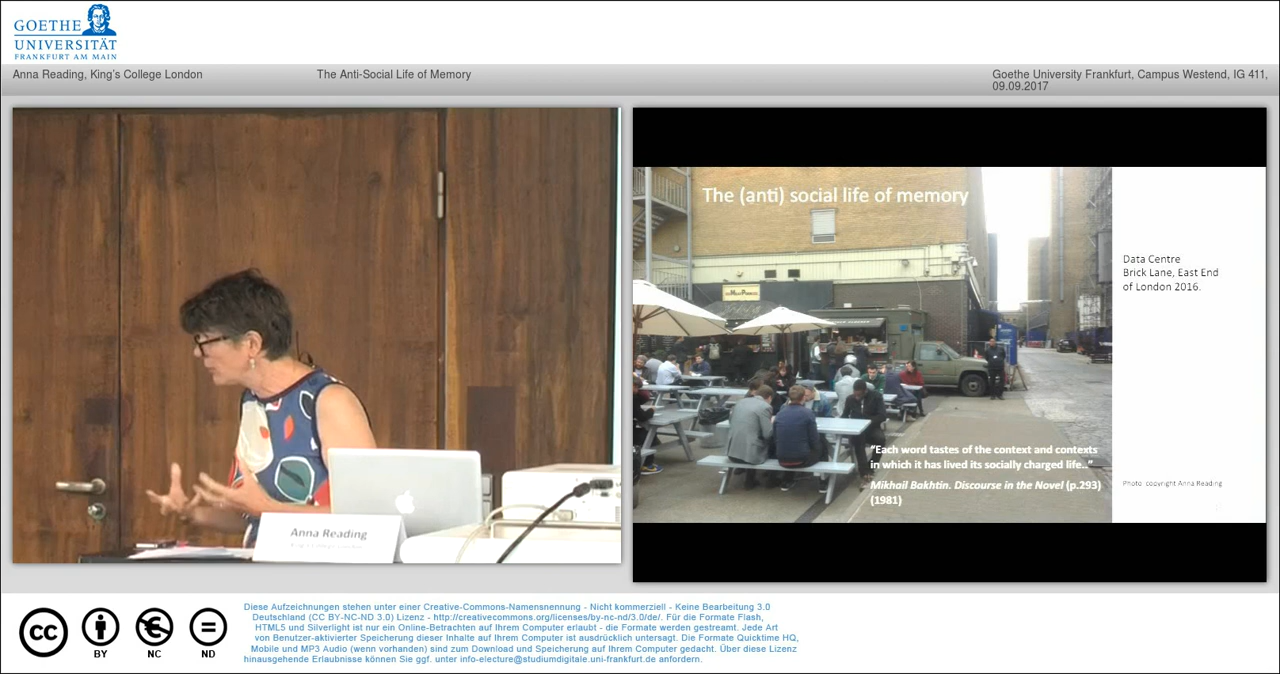 GOETHE
UNIVERSITÄT
FRANKFURT AM MAIN
Anna Reading, King's College London
The Anti-Social Life of Memory
Goethe University Frankfurt, Campus Westend, IG 411,
09.09.2017
Anna Reading
King's College London
The (anti) social life of memory
Data Centre
Brick Lane, East End
of London 2016.
"Each word tastes of the context and contexts
in which it has lived its socially charged life.."
Mikhail Bakhtin. Discourse in the Novel (p.293)
(1981)
Photo: copyright Anna Reading
cc
BY
NC
ND
Diese Aufzeichnungen stehen unter einer Creative-Commons-Namensnennung - Nicht kommerziell - Keine Bearbeitung 3.0
Deutschland (CC BY-NC-ND 3.0) Lizenz - http://creativecommons.org/licenses/by-nc-nd/3.0/de/. Für die Formate Flash,
HTML5 und Silverlight ist nur ein Online-Betrachten auf Ihrem Computer erlaubt - die Formate werden gestreamt. Jede Art
von Benutzer-aktivierter Speicherung dieser Inhalte auf Ihrem Computer ist ausdrücklich untersagt. Die Formate Quicktime HQ,
Mobile und MP3 Audio (wenn vorhanden) sind zum Download und Speicherung auf Ihrem Computer gedacht. Über diese Lizenz
hinausgehende Erlaubnisse können Sie ggf. unter info-electure@studiumdigitale.uni-frankfurt.de anfordern.